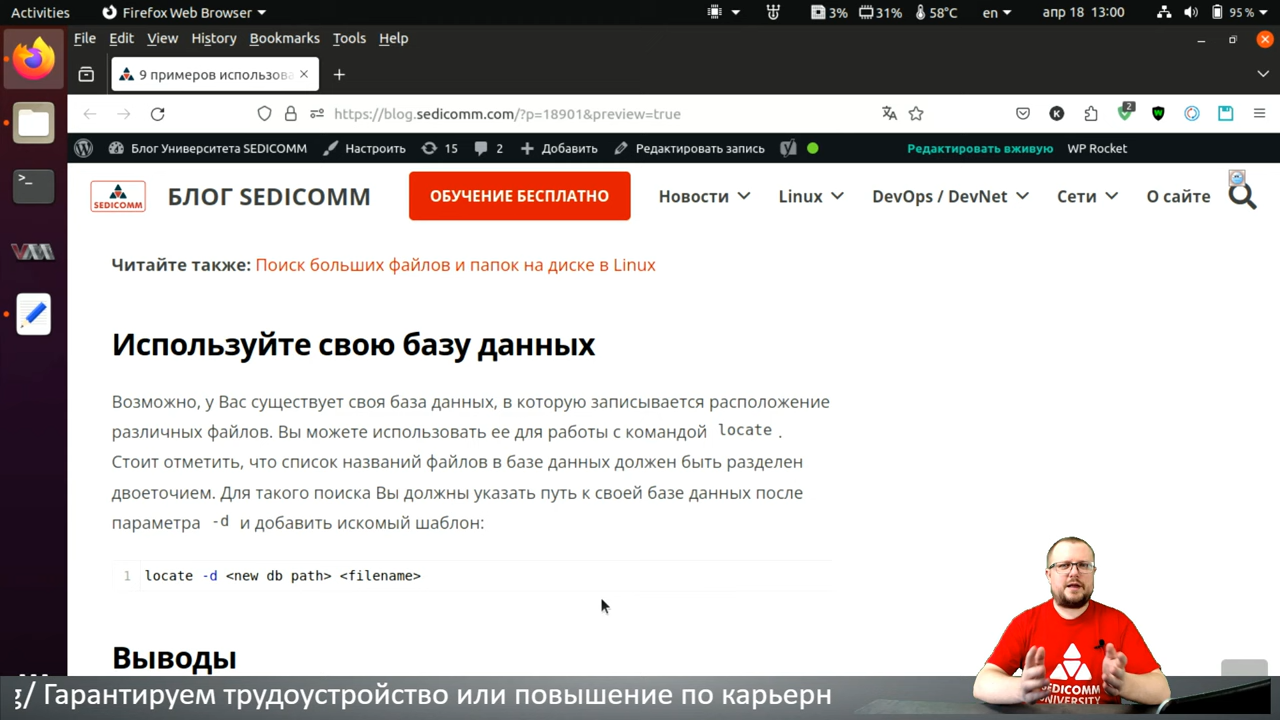 Activities
Firefox Web Browser
3%
31%
58°C
en
апр 18 13:00
95 %
File Edit View History Bookmarks Tools Help
9 примеров использова
https://blog.sedicomm.com/?p=18901&preview=true
K
2
W
Блог Университета SEDICOMM
Настроить
15
2
Добавить
Редактировать запись
Редактировать вживую
WP Rocket
SEDICOMM
БЛОГ SEDICOMM
ОБУЧЕНИЕ БЕСПЛАТНО
Новости
Linux
DevOps / DevNet
Сети
О сайте
Читайте также: Поиск больших файлов и папок на диске в Linux
Используйте свою базу данных
Возможно, у Вас существует своя база данных, в которую записывается расположение
различных файлов. Вы можете использовать ее для работы с командой locate .
Стоит отметить, что список названий файлов в базе данных должен быть разделен
двоеточием. Для такого поиска Вы должны указать путь к своей базе данных после
параметра -d и добавить искомый шаблон:
1 locate -d <new db path> <filename>
Выводы
SEDICOMM
UNIVERSITY
g/ Гарантируем трудоустройство или повышение по карьерн